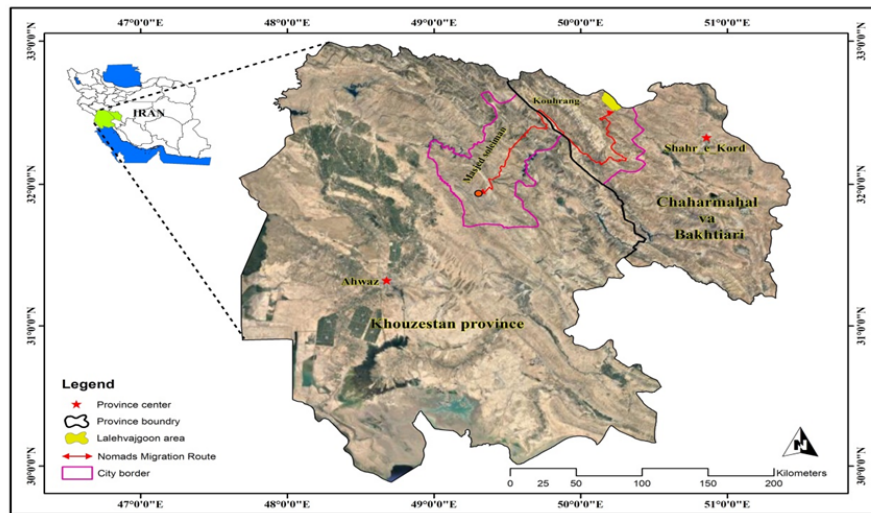 47°0'0"E 48°0'0"E 49°0'0"E 50°0'0"E 51°0'0"E
33°0'0"N
33°0'0"N
IRAN
Kouhrang
Masjed suleiman
Shahr_e_Kord
32°0'0"N
32°0'0"N
Chaharmahal
va
Bakhtiari
Ahwaz
31°0'0"N
31°0'0"N
Khouzestan province
Legend
Province center
Province boundry
Lalehvajgoon area
Nomads Migration Route
City border
30°0'0"N
30°0'0"N
N
Kilometers
0 25 50 100 150 200
47°0'0"E 48°0'0"E 49°0'0"E 50°0'0"E 51°0'0"E